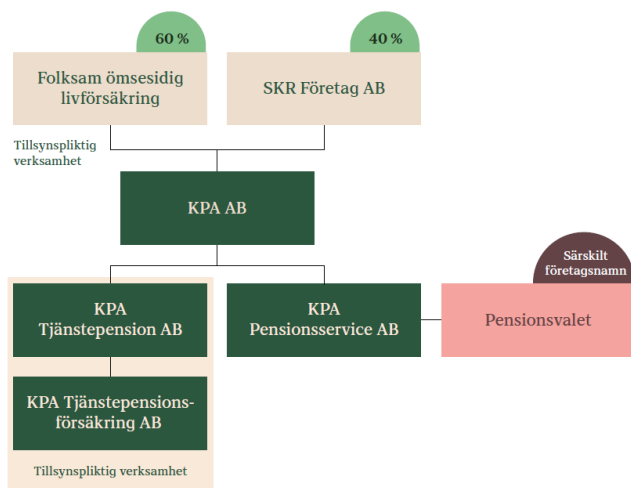 60 %
40 %
Folksam ömsesidig
livförsäkring
SKR Företag AB
Tillsynspliktig
verksamhet
KPA AB
Särskilt
företagsnamn
KPA
Tjänstepension AB
KPA
Pensionsservice AB
Pensionsvalet
KPA Tjänstepensions-
försäkring AB
Tillsynspliktig verksamhet